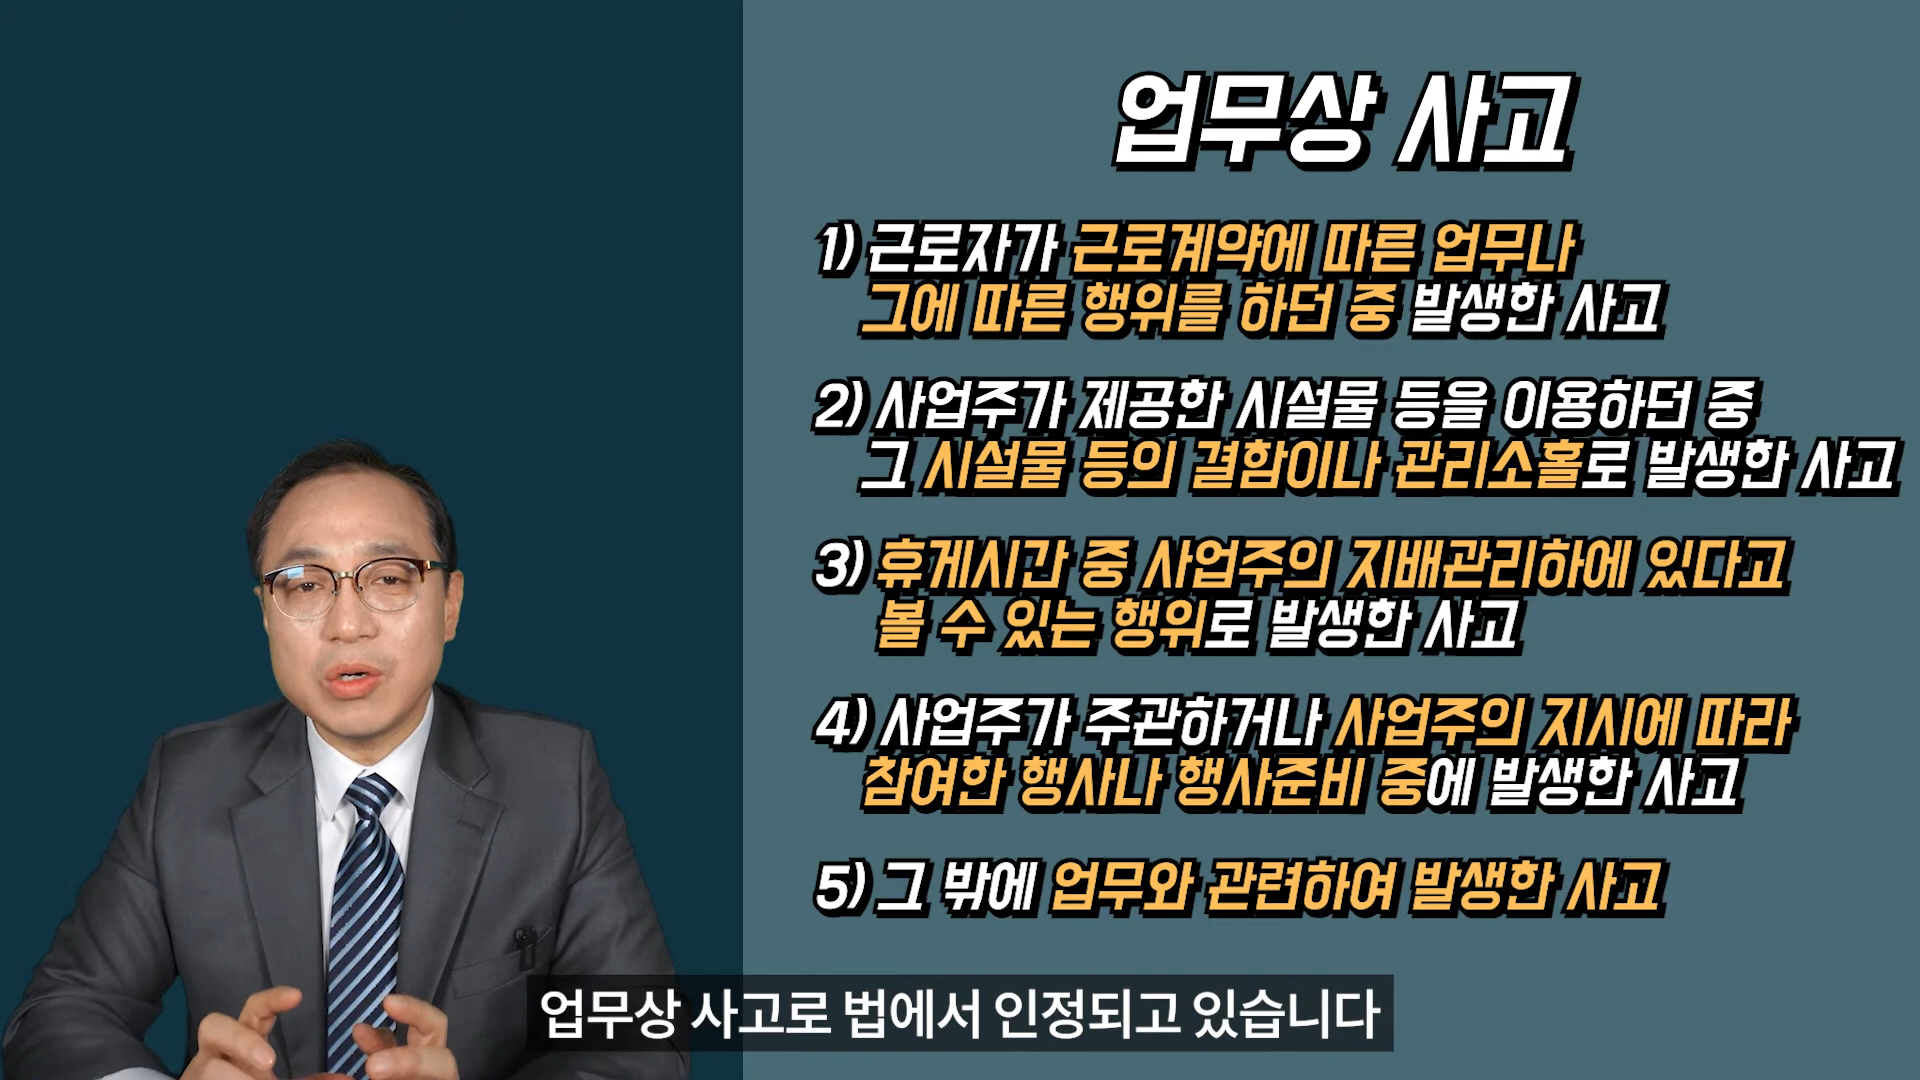 업무상 사고
1) 근로자가 근로계약에 따른 업무나
그에 따른 행위를 하던 중 발생한 사고
2) 사업주가 제공한 시설물 등을 이용하던 중
그 시설물 등의 결함이나 관리소홀로 발생한 사고
3) 휴게시간 중 사업주의 지배관리하에 있다고
볼 수 있는 행위로 발생한 사고
4) 사업주가 주관하거나 사업주의 지시에 따라
참여한 행사나 행사준비 중에 발생한 사고
5) 그 밖에 업무와 관련하여 발생한 사고
업무상 사고로 법에서 인정되고 있습니다